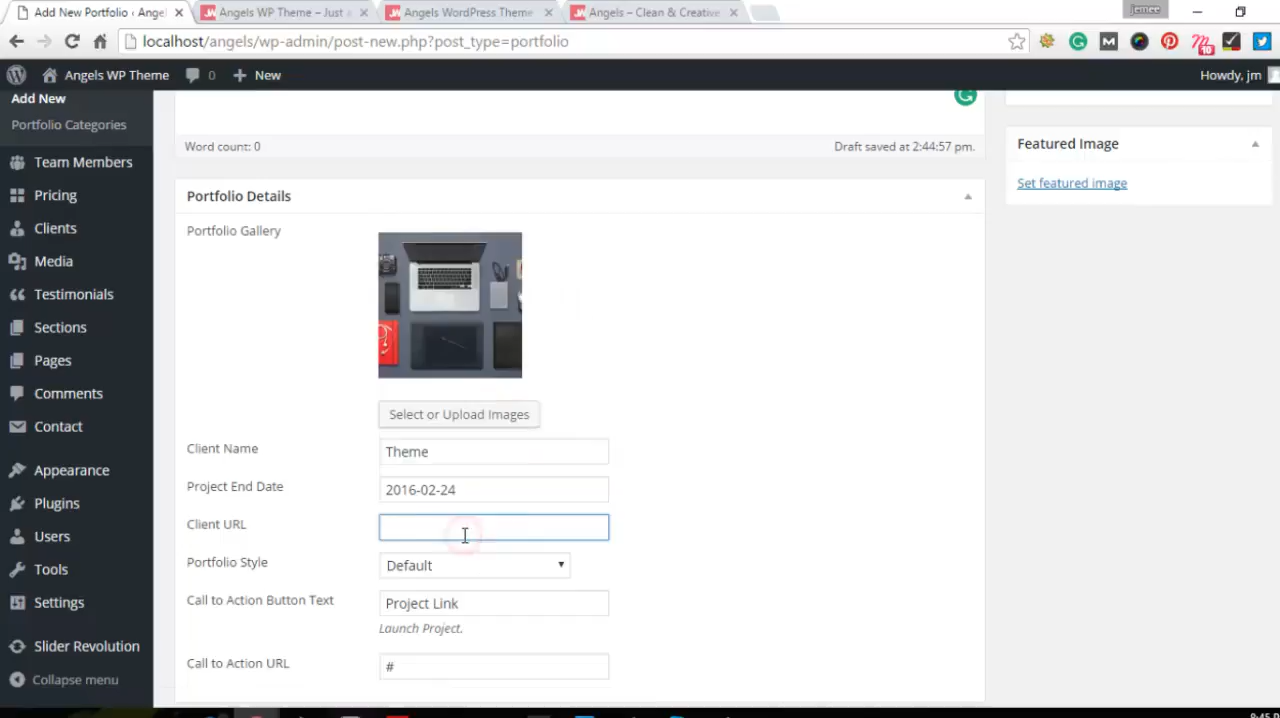 Add New Portfolio ‹ Ange
Angels WP Theme – Just a
Angels WordPress Theme
Angels – Clean & Creative
jemee
localhost/angels/wp-admin/post-new.php?post_type=portfolio
10
Angels WP Theme
0
New
Howdy, jm
Add New
Portfolio Categories
Team Members
Pricing
Clients
Media
Testimonials
Sections
Pages
Comments
Contact
Appearance
Plugins
Users
Tools
Settings
Slider Revolution
Collapse menu
Word count: 0
Draft saved at 2:44:57 pm.
Portfolio Details
Portfolio Gallery
Select or Upload Images
Client Name
Theme
Project End Date
2016-02-24
Client URL
Portfolio Style
Default
Call to Action Button Text
Project Link
Launch Project.
Call to Action URL
#
Featured Image
Set featured image